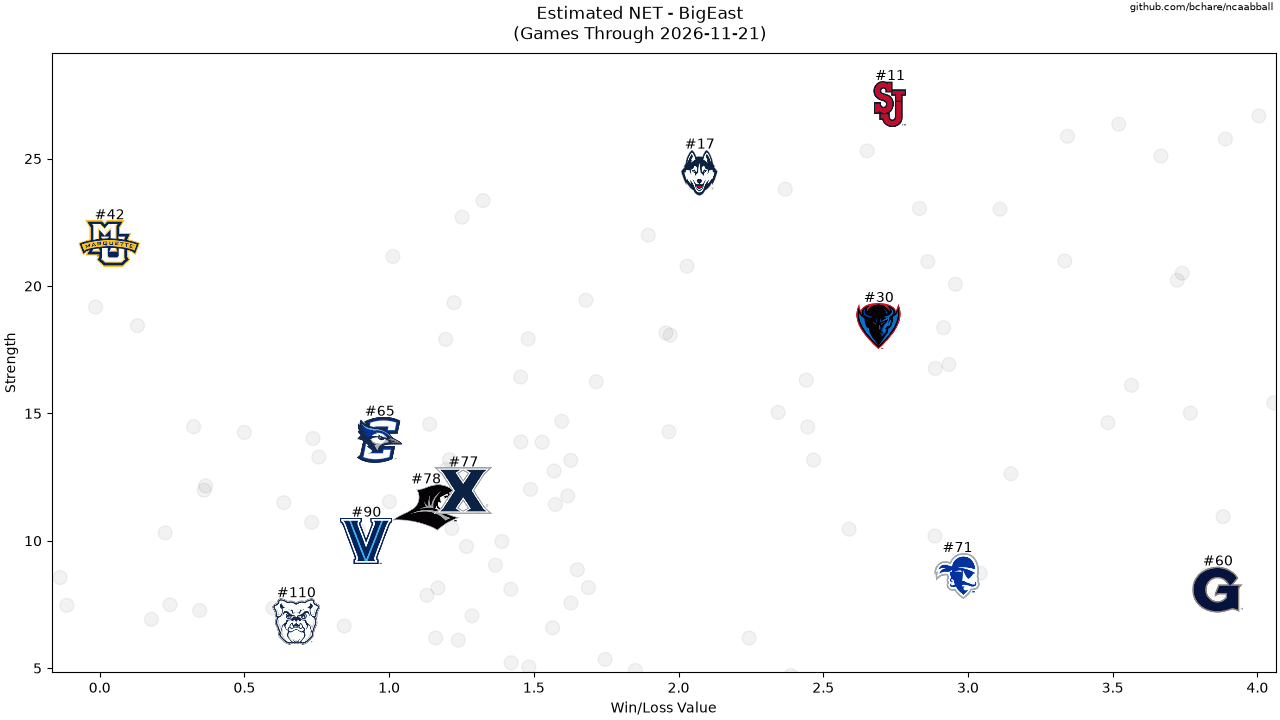 github.com/bchare/ncaabball
Estimated NET - BigEast
(Games Through 2026-11-21)
#11
#17
#42
MARQUETTE
#30
#65
#77
#78
#90
#71
#60
#110
Strength
25
20
15
10
5
0.0 0.5 1.0 1.5 2.0 2.5 3.0 3.5 4.0
Win/Loss Value